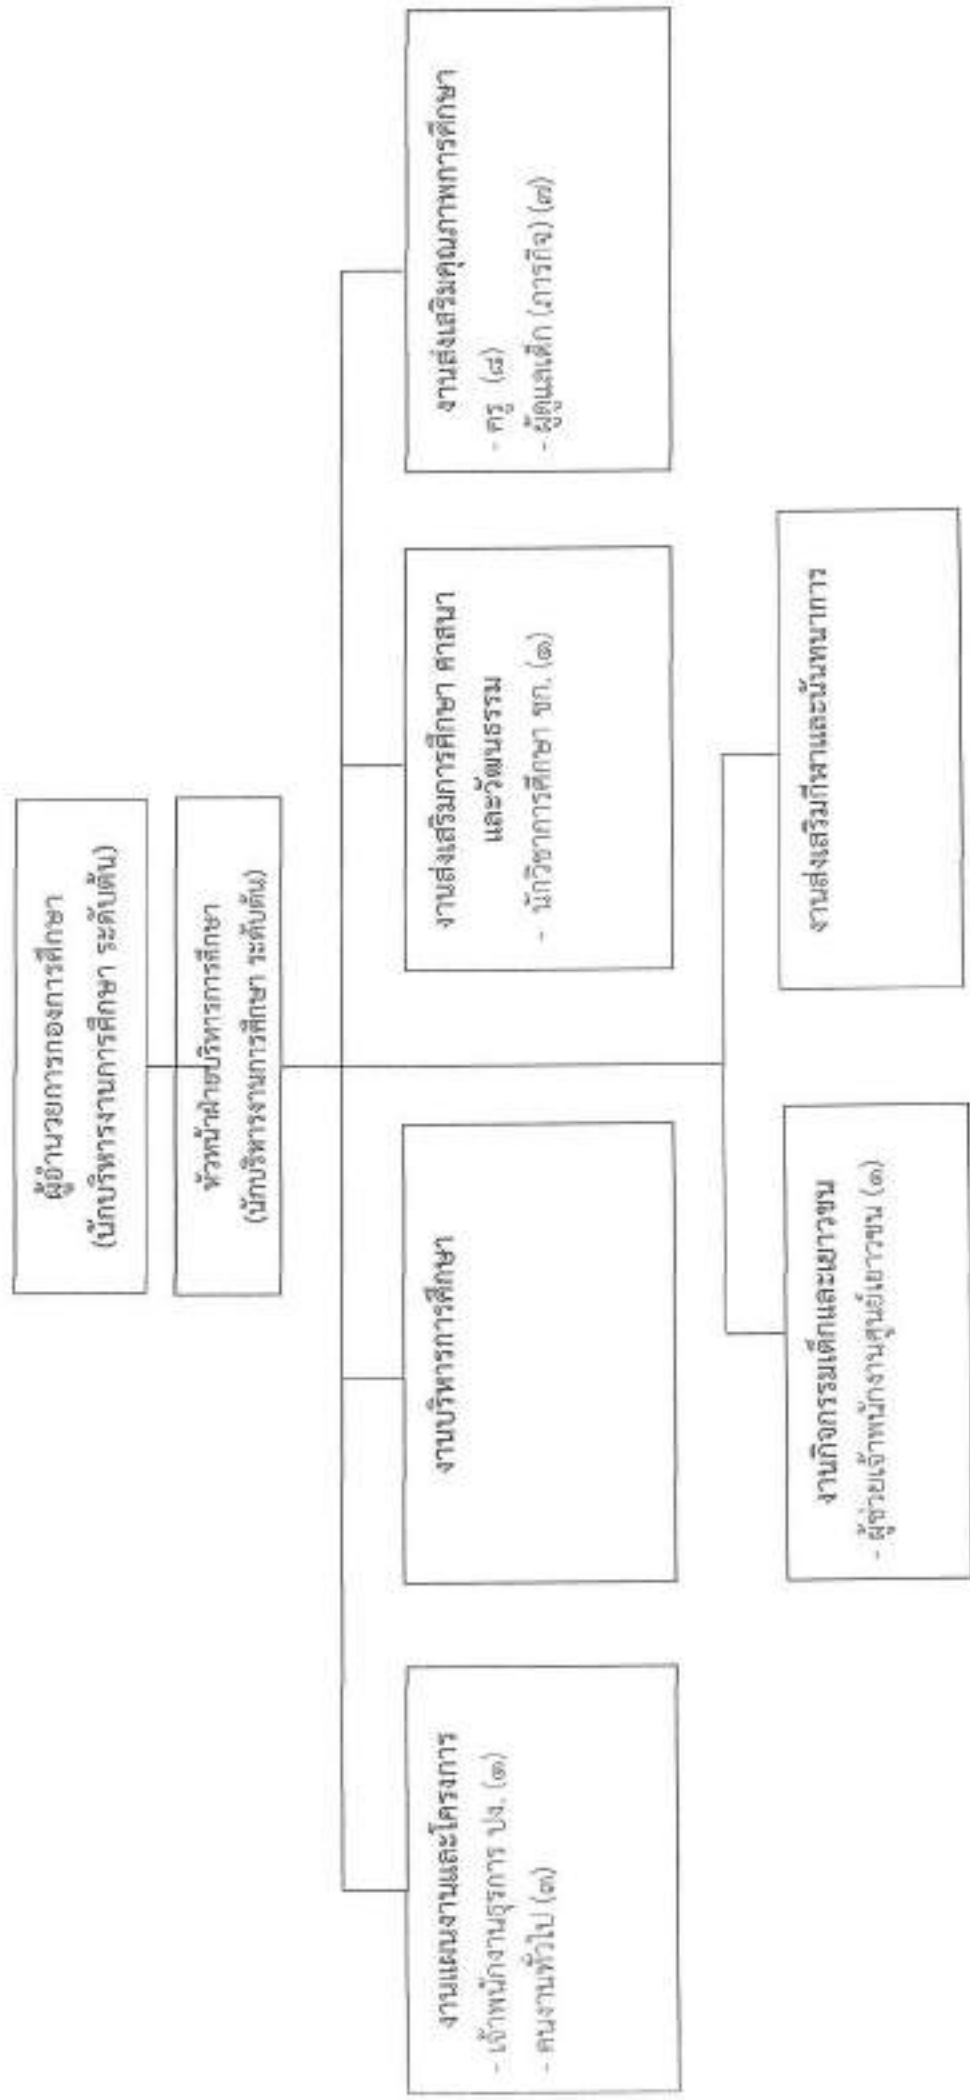 ผู้อำนวยการกองการศึกษา
(นักบริหารงานการศึกษา ระดับต้น)
หัวหน้าฝ่ายบริหารการศึกษา
(นักบริหารงานการศึกษา ระดับต้น)
งานแผนงานและโครงการ
- เจ้าพนักงานธุรการ ปง. (๑)
- คนงานทั่วไป (๓)
งานบริหารการศึกษา
งานส่งเสริมการศึกษา ศาสนา
และวัฒนธรรม
- นักวิชาการศึกษา ชก. (๑)
งานส่งเสริมคุณภาพการศึกษา
- ครู (๘)
- ผู้ดูแลเด็ก (ภารกิจ) (๗)
งานกิจกรรมเด็กและเยาวชน
- ผู้ช่วยเจ้าพนักงานศูนย์เยาวชน (๑)
งานส่งเสริมกีฬาและนันทนาการ